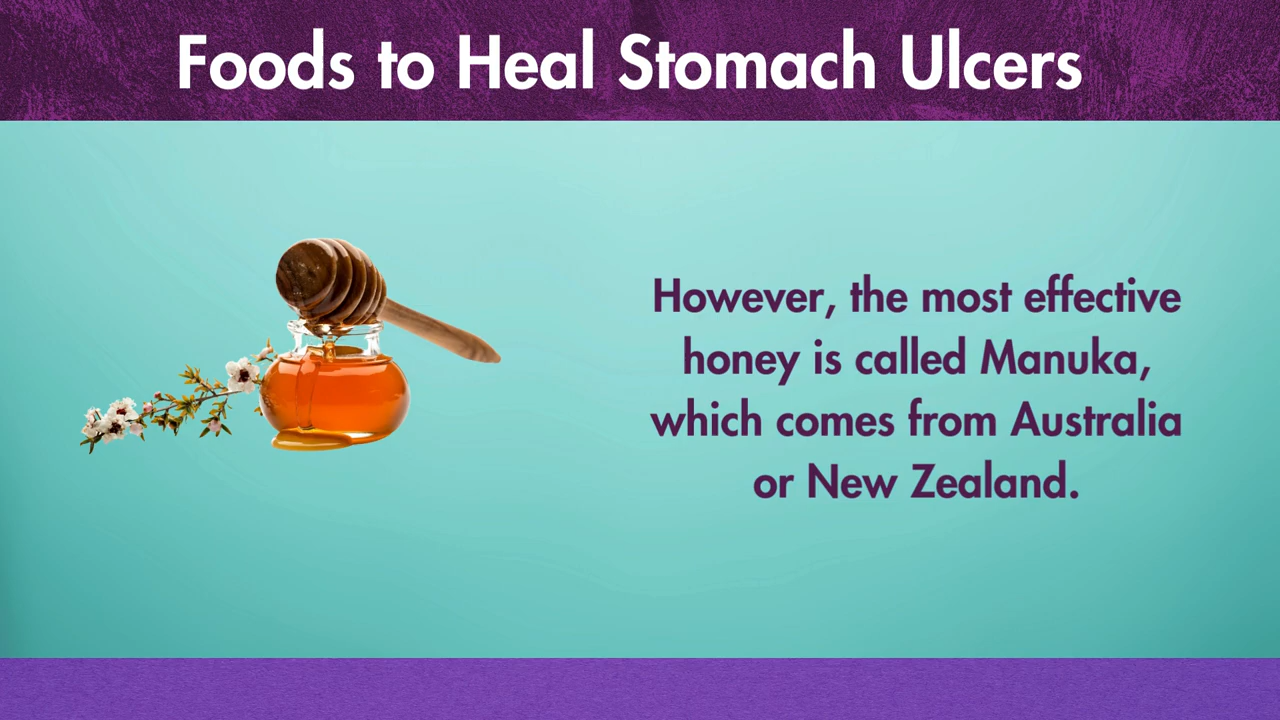 Foods to Heal Stomach Ulcers
However, the most effective
honey is called Manuka,
which comes from Australia
or New Zealand.